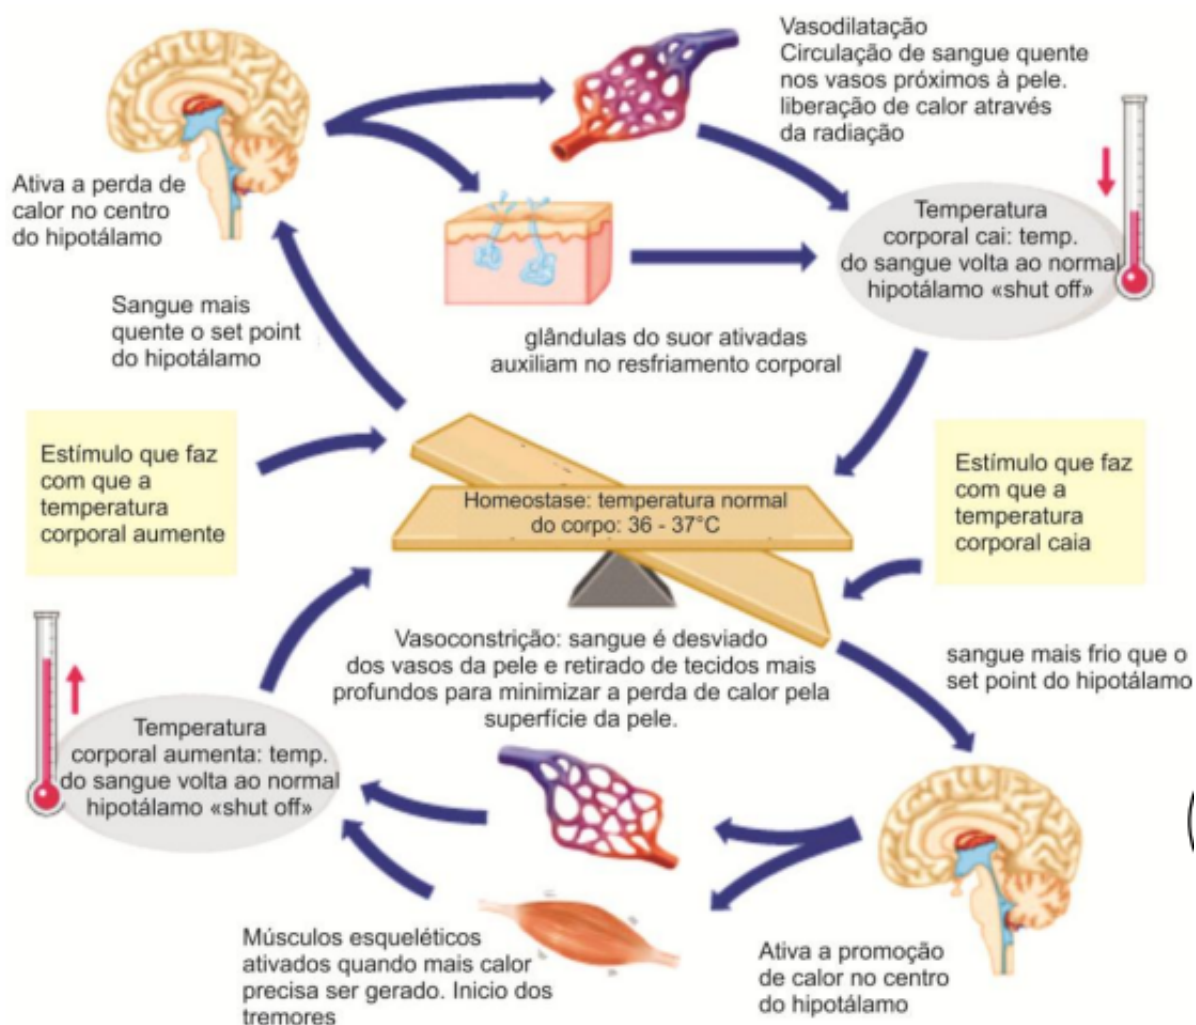 Vasodilatação
Circulação de sangue quente
nos vasos próximos à pele.
liberação de calor através
da radiação
Ativa a perda de
calor no centro
do hipotálamo
Temperatura
corporal cai: temp.
do sangue volta ao normal
hipotálamo «shut off»
Sangue mais
quente o set point
do hipotálamo
glândulas do suor ativadas
auxiliam no resfriamento corporal
Estímulo que faz
com que a
temperatura
corporal aumente
Homeostase: temperatura normal
do corpo: 36 - 37°C
Estímulo que faz
com que a
temperatura
corporal caia
Vasoconstrição: sangue é desviado
dos vasos da pele e retirado de tecidos mais
profundos para minimizar a perda de calor pela
superfície da pele.
sangue mais frio que o
set point do hipotálamo
Temperatura
corporal aumenta: temp.
do sangue volta ao normal
hipotálamo «shut off»
Músculos esqueléticos
ativados quando mais calor
precisa ser gerado. Inicio dos
tremores
Ativa a promoção
de calor no centro
do hipotálamo